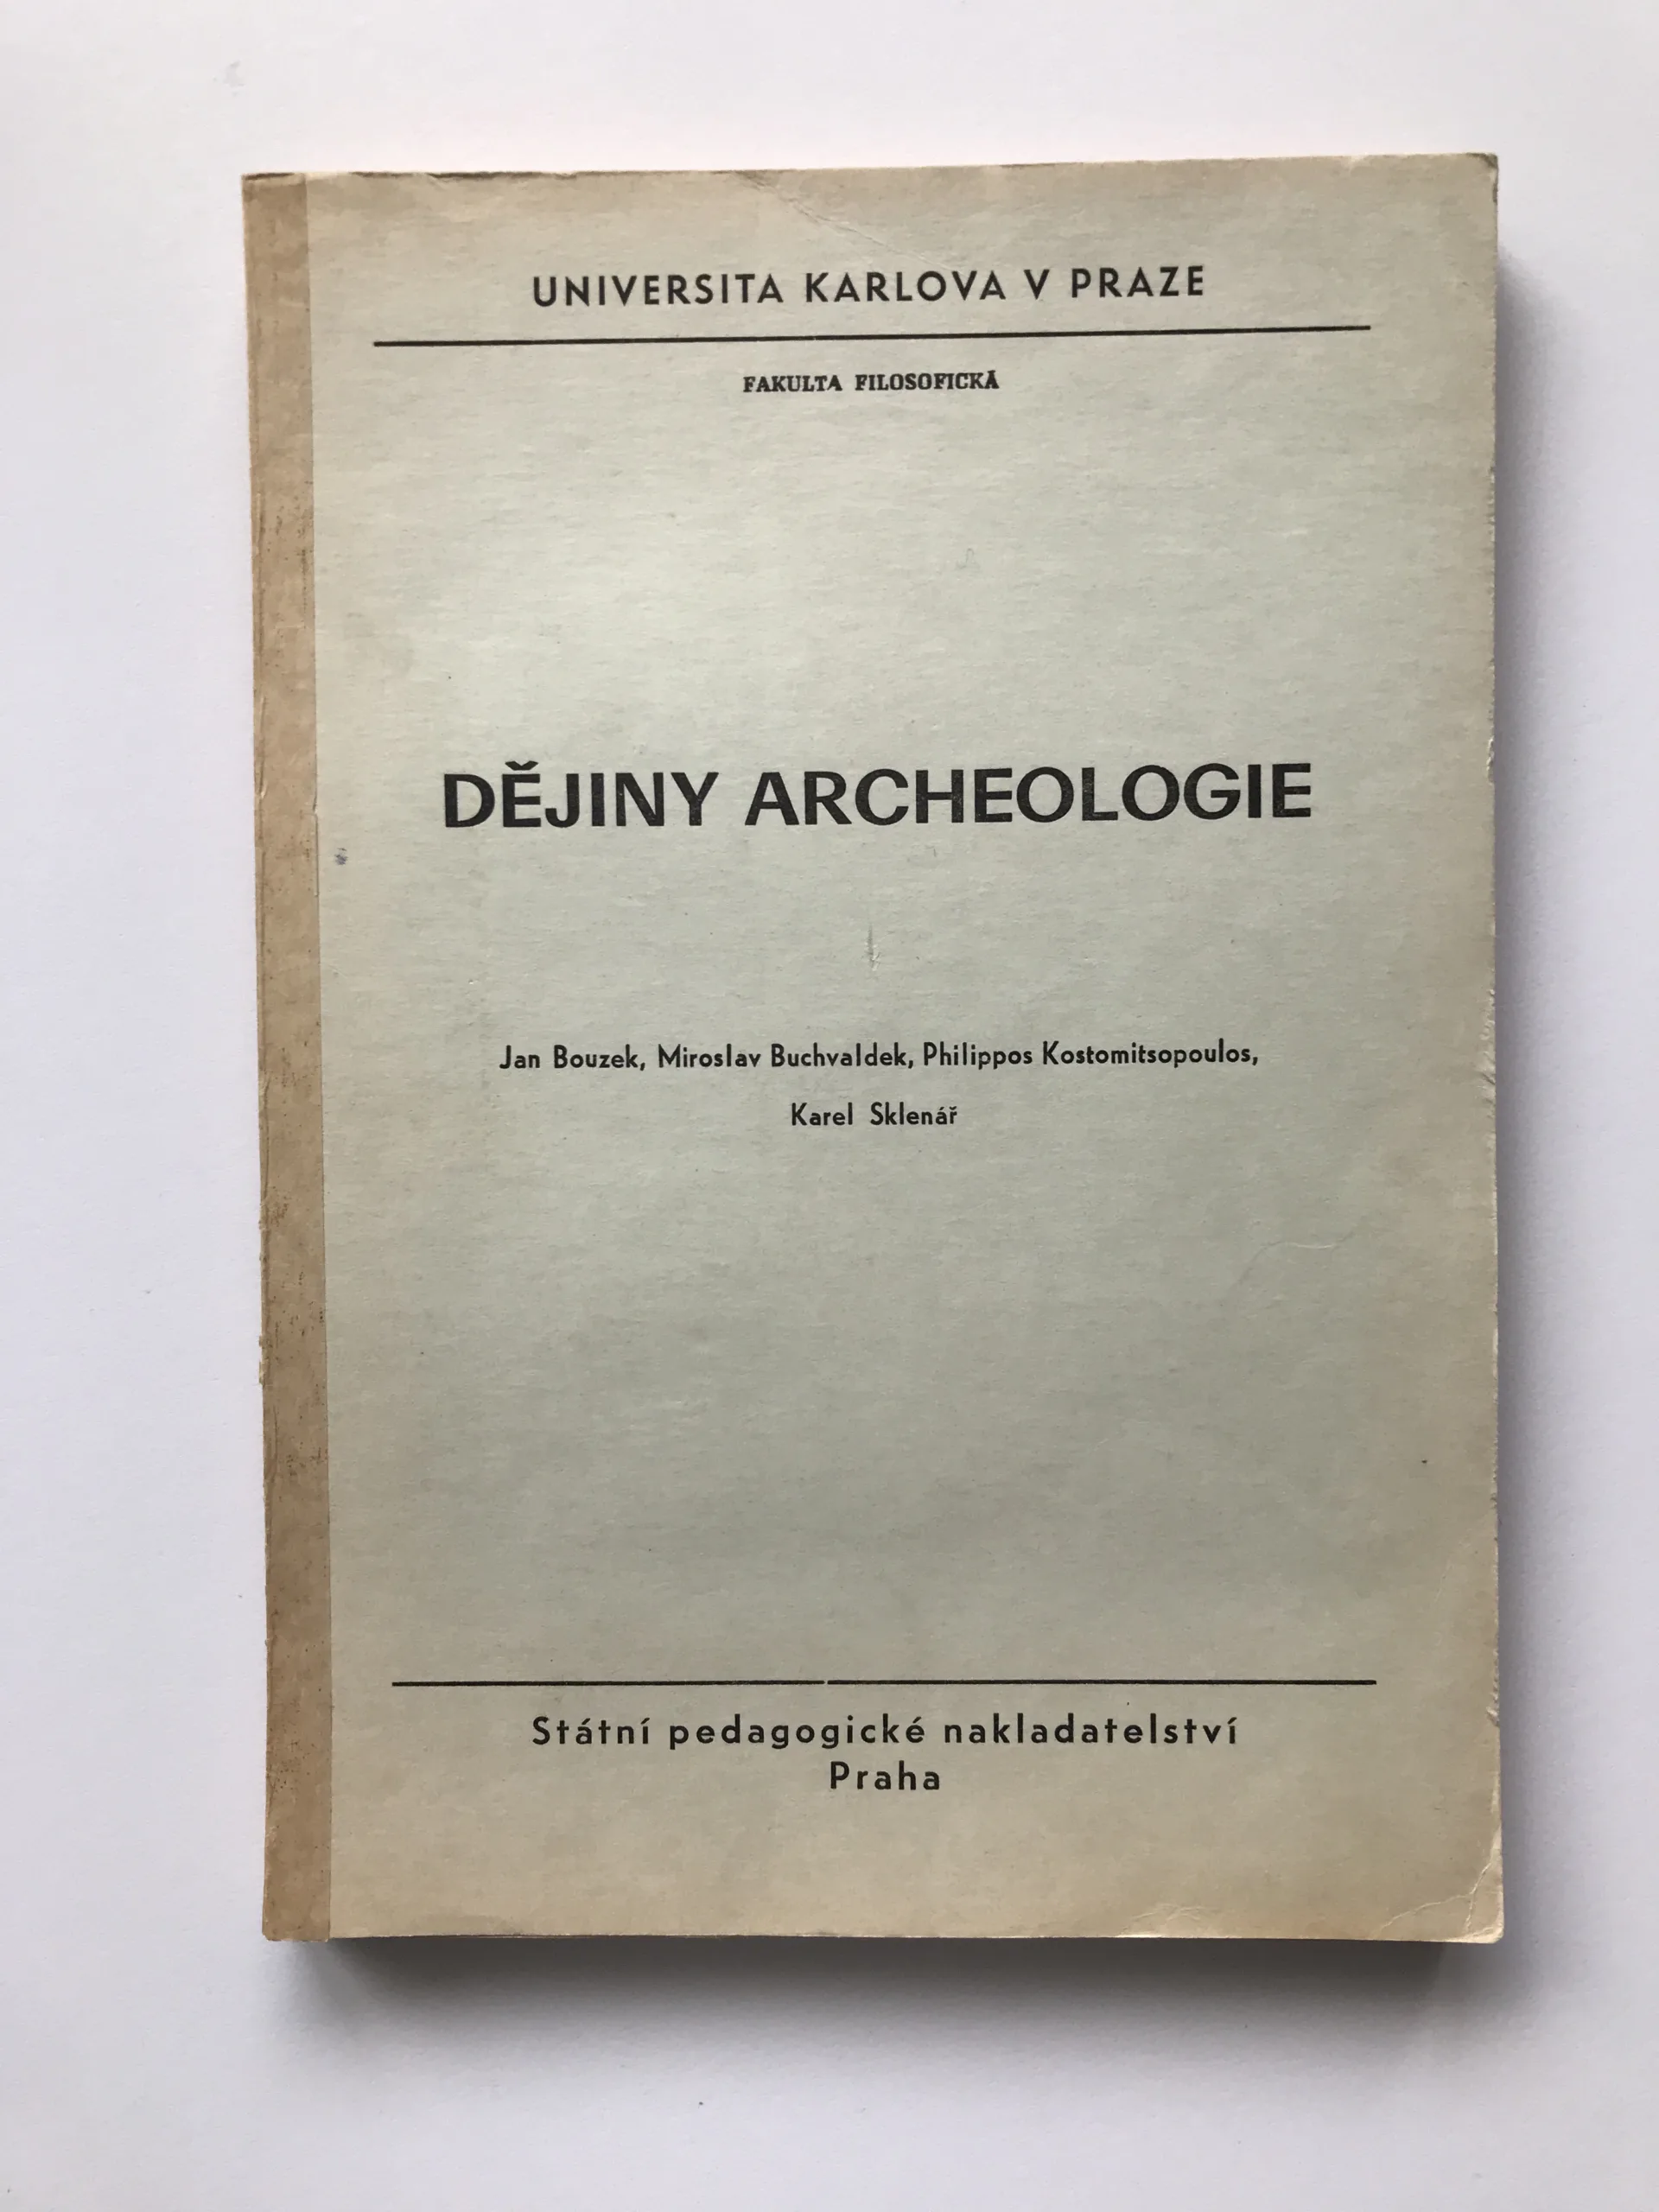 UNIVERSITA KARLOVA V PRAZE
FAKULTA FILOSOFICKÁ
DĚJINY ARCHEOLOGIE
Jan Bouzek, Miroslav Buchvaldek, Philippos Kostomitsopoulos,
Karel Sklenář
Státní pedagogické nakladatelství
Praha